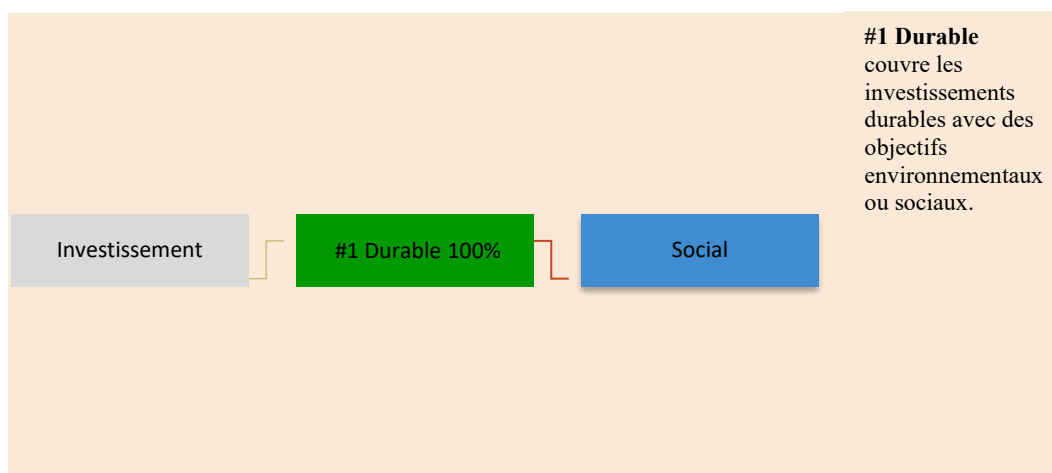 #1 Durable
couvre les
investissements
durables avec des
objectifs
environnementaux
ou sociaux.
Investissement
#1 Durable 100%
Social